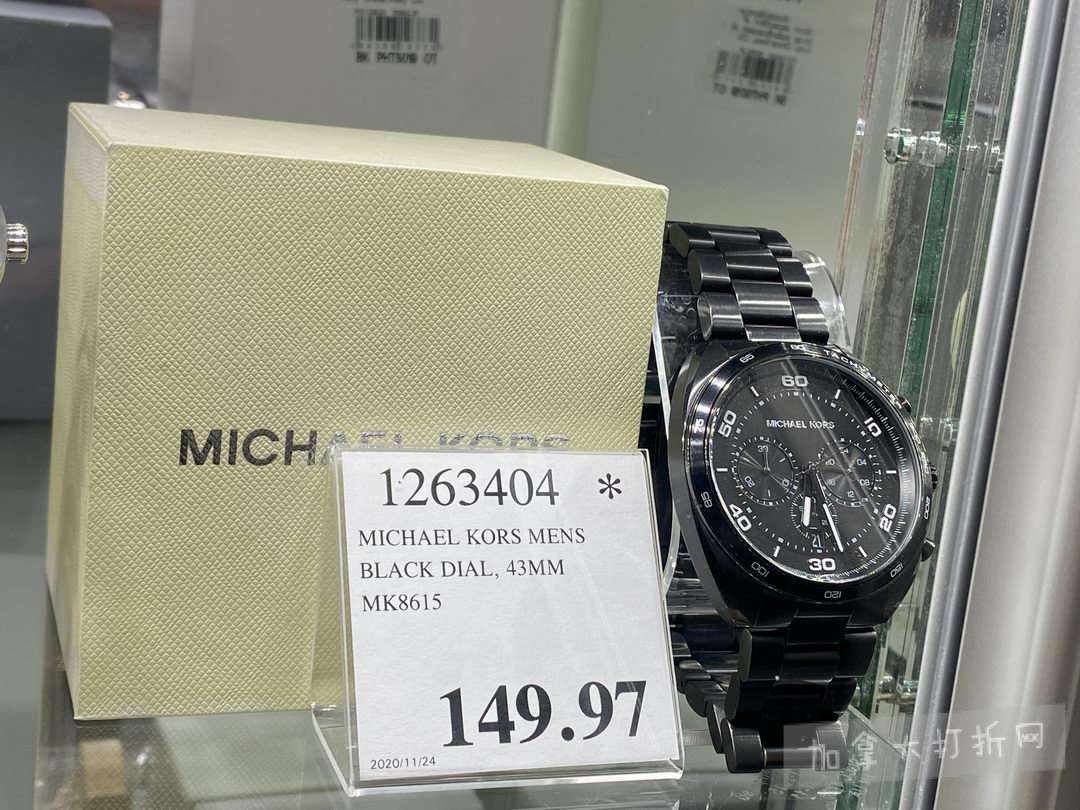 MICHAEL KORS
1263404 *
MICHAEL KORS MENS
BLACK DIAL, 43MM
MK8615
149.97
2020/11/24
TACHYMETER
MICHAEL KORS
60
10
20
30
40
50
加拿大打折网